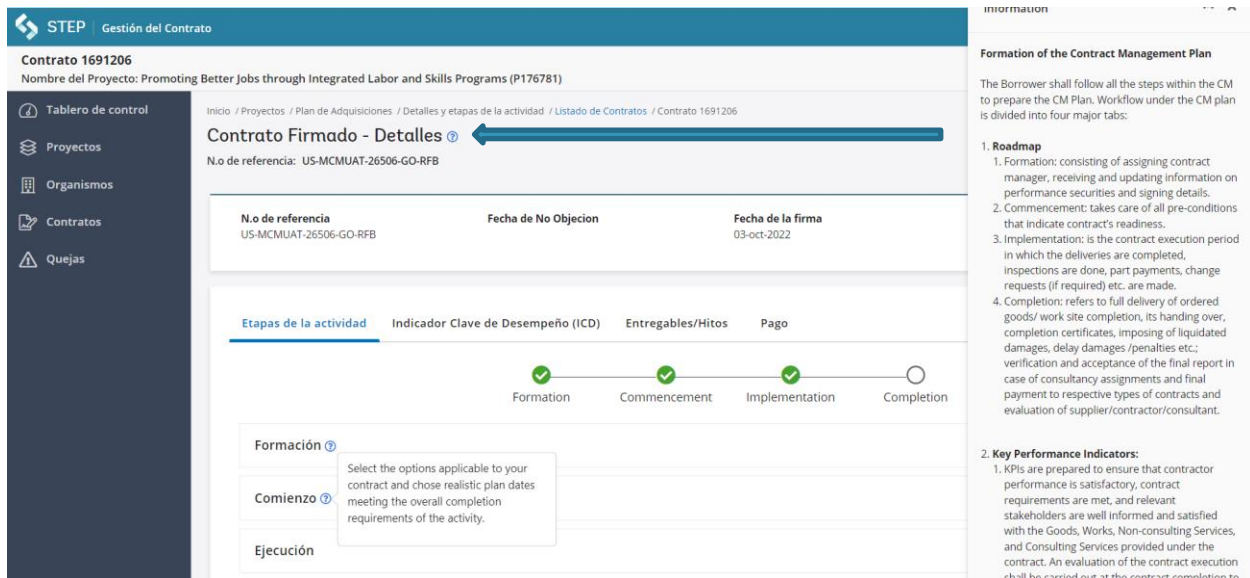 STEP | Gestión del Contrato
Contrato 1691206
Nombre del Proyecto: Promoting Better Jobs through Integrated Labor and Skills Programs (P176781)
Tablero de control
Proyectos
Organismos
Contratos
Quejas
Inicio / Proyectos / Plan de Adquisiciones / Detalles y etapas de la actividad / Listado de Contratos / Contrato 1691206
Contrato Firmado - Detalles
N.o de referencia: US-MCMUAT-26506-GO-RFB
N.o de referencia
US-MCMUAT-26506-GO-RFB
Fecha de No Objecion
Fecha de la firma
03-oct-2022
Etapas de la actividad
Indicador Clave de Desempeño (ICD)
Entregables/Hitos
Pago
Formation
Commencement
Implementation
Completion
Formación
Comienzo
Select the options applicable to your
contract and chose realistic plan dates
meeting the overall completion
requirements of the activity.
Ejecución
Information
Formation of the Contract Management Plan
The Borrower shall follow all the steps within the CM
to prepare the CM Plan. Workflow under the CM plan
is divided into four major tabs:
1. Roadmap
1. Formation: consisting of assigning contract
manager, receiving and updating information on
performance securities and signing details.
2. Commencement: takes care of all pre-conditions
that indicate contract's readiness.
3. Implementation: is the contract execution period
in which the deliveries are completed,
inspections are done, part payments, change
requests (if required) etc. are made.
4. Completion: refers to full delivery of ordered
goods/ work site completion, its handing over,
completion certificates, imposing of liquidated
damages, delay damages /penalties etc.;
verification and acceptance of the final report in
case of consultancy assignments and final
payment to respective types of contracts and
evaluation of supplier/contractor/consultant.
2. Key Performance Indicators:
1. KPIs are prepared to ensure that contractor
performance is satisfactory, contract
requirements are met, and relevant
stakeholders are well informed and satisfied
with the Goods, Works, Non-consulting Services,
and Consulting Services provided under the
contract. An evaluation of the contract execution
shall be carried out at the contract completion to